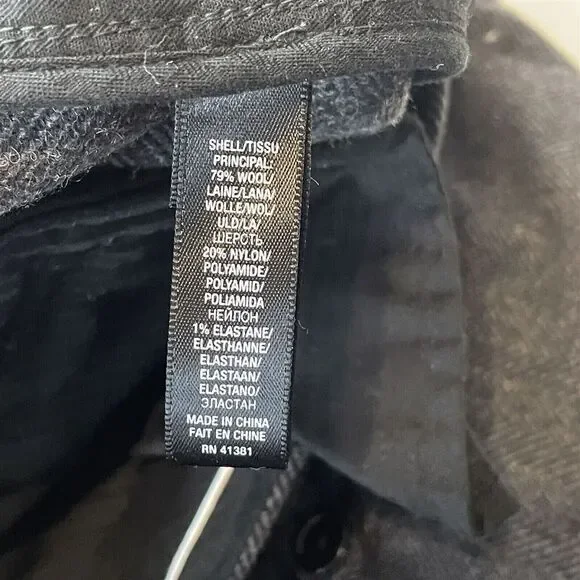 SHELL/TISSU
PRINCIPAL:
79% WOOL/
LAINE/LANA/
WOLLE/WOL/
ULD/LA/
ШЕРСТЬ
20% NYLON/
POLYAMIDE/
POLYAMID/
POLIAMIDA
НЕЙЛОН
1% ELASTANE/
ELASTHANNE/
ELASTHAN/
ELASTAAN/
ELASTANO/
ЭЛАСТАН
MADE IN CHINA
FAIT EN CHINE
RN 41381